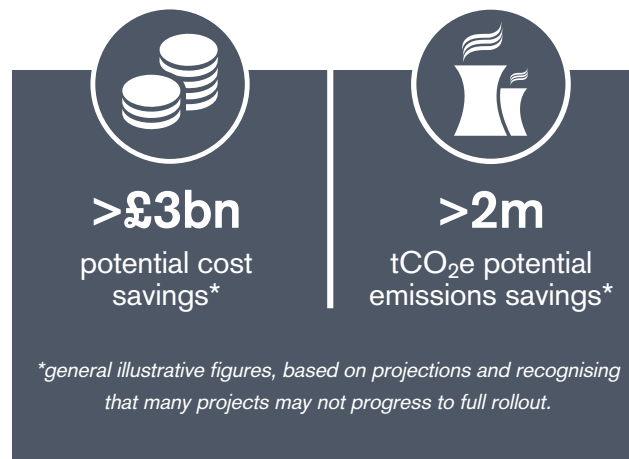 >£3bn
potential cost
savings*
>2m
tCO₂e potential
emissions savings*
*general illustrative figures, based on projections and recognising
that many projects may not progress to full rollout.